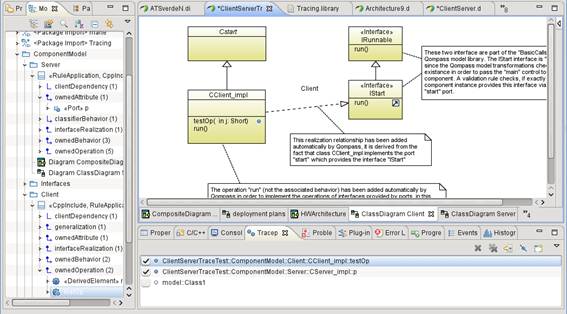 Mo
ATSverdeN.di
*ClientServerTr
Tracing.library
Architecture9.d
*ClientServer.d
8
«Package Import» Tracing
ComponentModel
Server
«RuleApplication, CppInclu
clientDependency (1)
ownedAttribute (1)
«Port» p
classifierBehavior (1)
interfaceRealization (1)
ownedBehavior (3)
ownedOperation (5)
Diagram CompositeDiag
Diagram ClassDiagram S
Interfaces
Client
«CppInclude, RuleApplica
clientDependency (1)
generalization (1)
ownedAttribute (1)
interfaceRealization (1)
ownedBehavior (2)
ownedOperation (2)
«DerivedElement» r
Cstart
«Interface»
IRunnable
run()
These two interface are part of the "BasicCalls
Qompass model library. The IStart interface is "
since the Qompass model transformations check
existance in order to pass the "main" control to
component. A validation rule checks, if exactly
component instance provides this interface via
"start" port.
Client
CClient_impl
testOp( in j: Short)
run()
«Interface»
IStart
run()
This realization relationship has been added
automatically by Qompass, it is derived from the
fact that class CClient_impl implements the port
"start" which provides the interface "IStart"
The operation "run" (not the associated behavior) has been added automatically by
Qompass in order to implement the operations of interfaces provided by ports, in this
CompositeDiagram ...
deployment plans
HWArchitecture
ClassDiagram Client
ClassDiagram Server
4
Proper
C/C++
Consol
Tracep
Proble
Plug-in
Error L
Progre
Events
Histogr
ClientServerTraceTest::ComponentModel::Client::CClient_impl::testOp
ClientServerTraceTest::ComponentModel::Server::CServer_impl::p
model::Class1